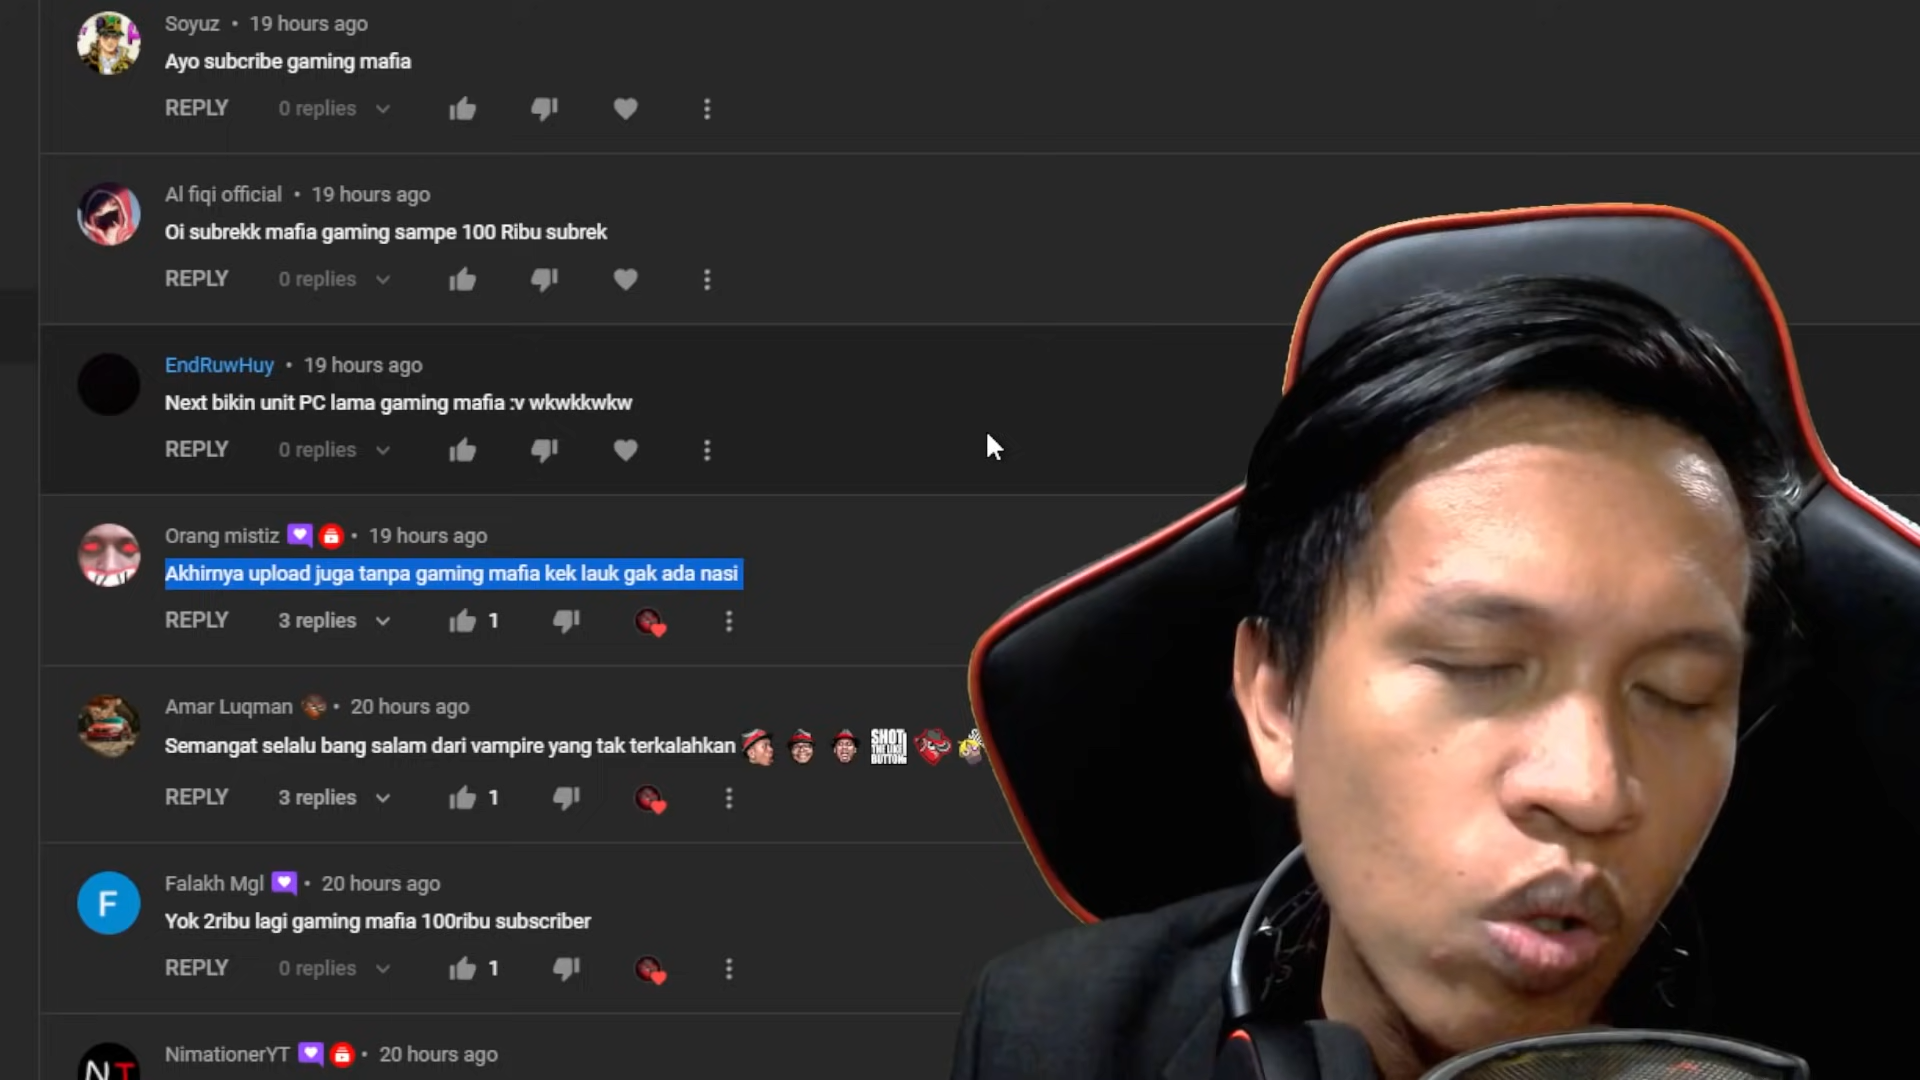 Soyuz • 19 hours ago
Ayo subcribe gaming mafia
REPLY 0 replies
Al fiqi official • 19 hours ago
Oi subrekk mafia gaming sampe 100 Ribu subrek
REPLY 0 replies
EndRuwHuy • 19 hours ago
Next bikin unit PC lama gaming mafia :v wkwkkwkw
REPLY 0 replies
Orang mistiz • 19 hours ago
Akhirnya upload juga tanpa gaming mafia kek lauk gak ada nasi
REPLY 3 replies 1
Amar Luqman • 20 hours ago
Semangat selalu bang salam dari vampire yang tak terkalahkan SHOT THE LIKE BUTTON
REPLY 3 replies 1
F
Falakh Mgl • 20 hours ago
Yok 2ribu lagi gaming mafia 100ribu subscriber
REPLY 0 replies 1
NT
NimationerYT • 20 hours ago